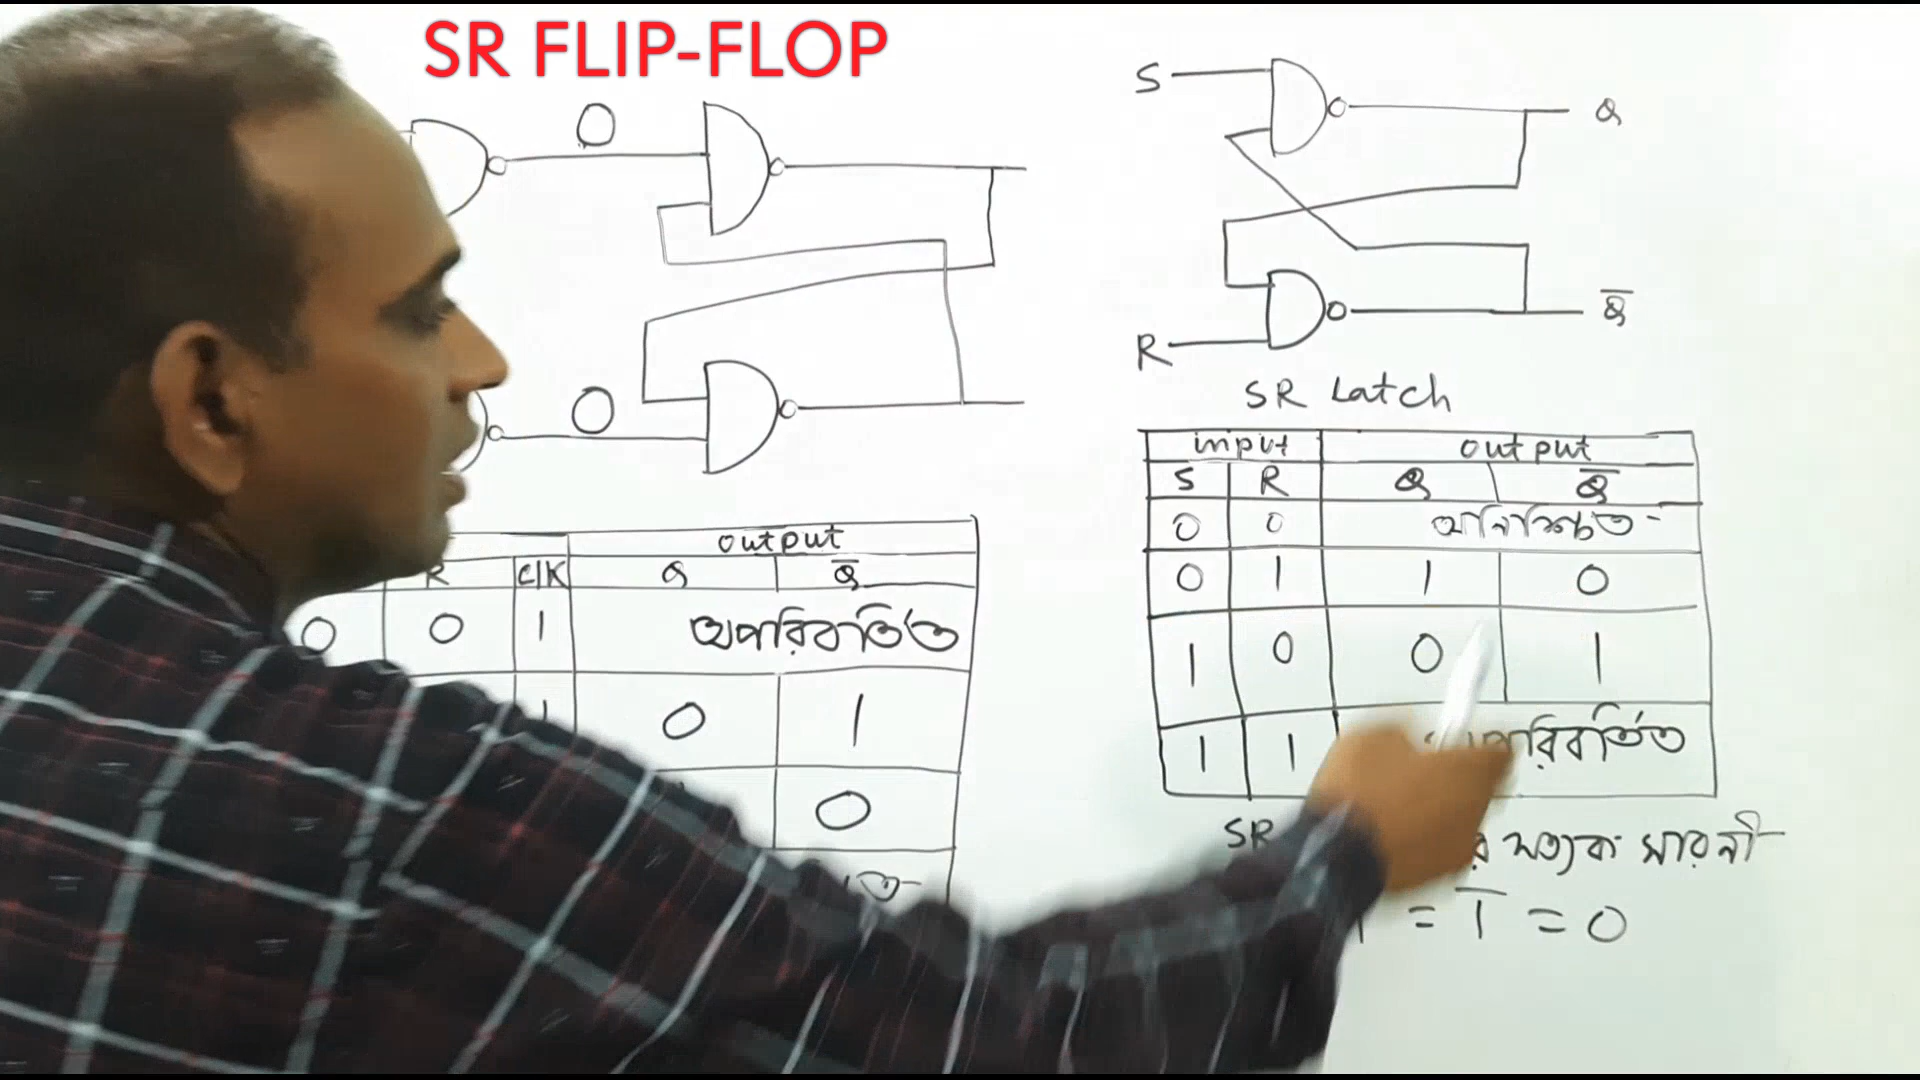 SR FLIP-FLOP
0
0
output
R CLK Q Q̅
0 0 1 অপরিবর্তিত
1 0 1
0
S Q
R Q̅
SR Latch
input output
S R Q Q̅
0 0 অনিশ্চিত
0 1 1 0
1 0 0 1
1 1 অপরিবর্তিত
SR র সত্যক সারনী
= 1̅ = 0